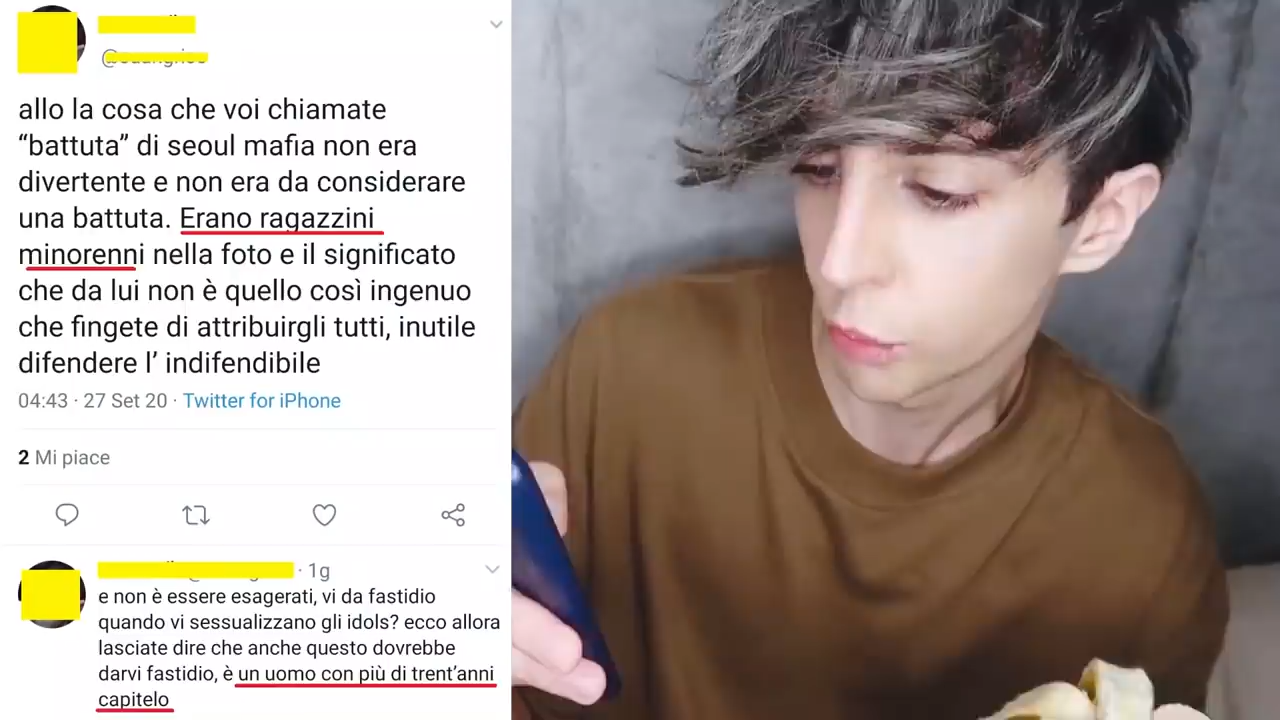 allo la cosa che voi chiamate
“battuta” di seoul mafia non era
divertente e non era da considerare
una battuta. Erano ragazzini
minorenni nella foto e il significato
che da lui non è quello così ingenuo
che fingete di attribuirgli tutti, inutile
difendere l’ indifendibile
04:43 · 27 Set 20 · Twitter for iPhone
2 Mi piace
· 1g
e non è essere esagerati, vi da fastidio
quando vi sessualizzano gli idols? ecco allora
lasciate dire che anche questo dovrebbe
darvi fastidio, è un uomo con più di trent’anni
capitelo